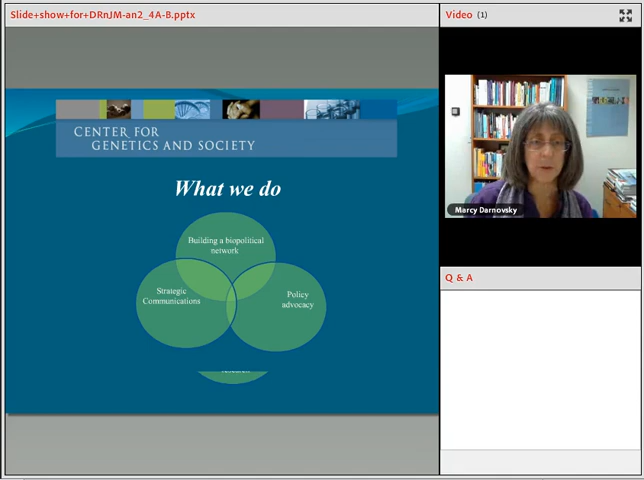 Slide+show+for+DRnJM-an2_4A-B.pptx
Video (1)
CENTER FOR
GENETICS AND SOCIETY
What we do
Building a biopolitical
network
Strategic
Communications
Policy
advocacy
Marcy Darnovsky
Q & A